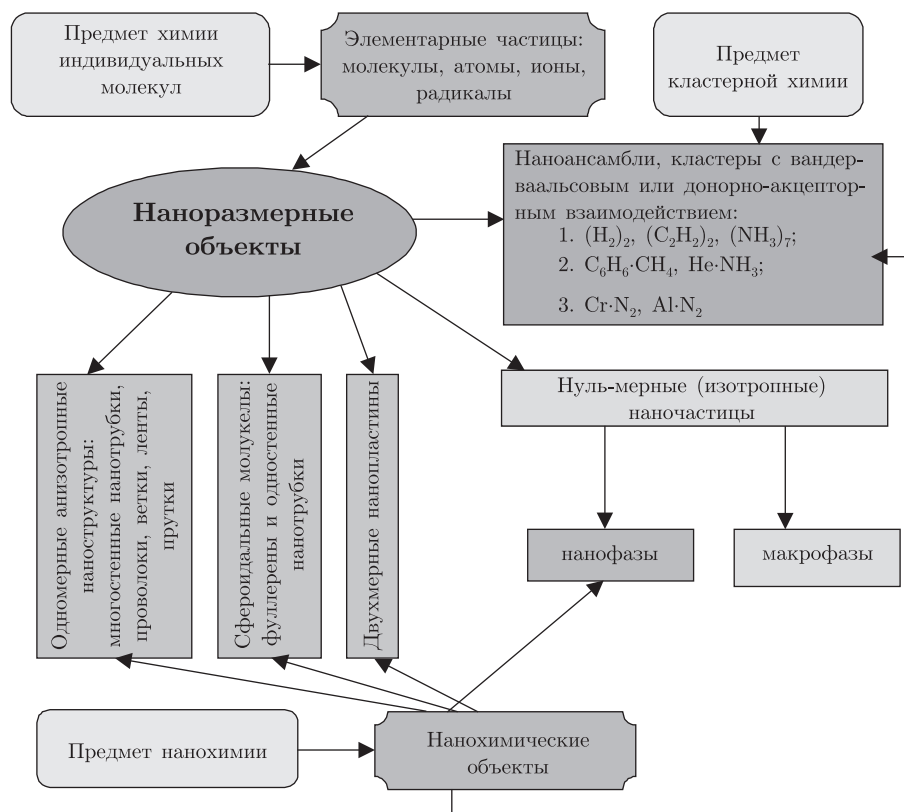 Предмет химии
индивидуальных
молекул
Элементарные частицы:
молекулы, атомы, ионы,
радикалы
Предмет
кластерной химии
Наноразмерные
объекты
Наноансамбли, кластеры с вандер-
ваальсовым или донорно-акцептор-
ным взаимодействием:
1. (H₂)₂, (C₂H₂)₂, (NH₃)₇;
2. C₆H₆·CH₄, He·NH₃;
3. Cr·N₂, Al·N₂
Одномерные анизотропные
наноструктуры:
многостенные нанотрубки,
проволоки, ветки, ленты,
прутки
Сфероидальные молукелы:
фуллерены и одностенные
нанотрубки
Двухмерные нанопластины
Нуль-мерные (изотропные)
наночастицы
нанофазы
макрофазы
Предмет нанохимии
Нанохимические
объекты